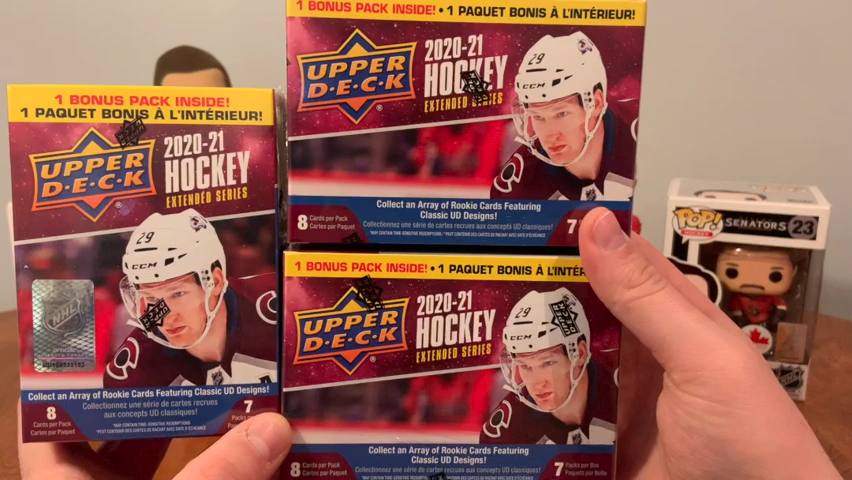 1 BONUS PACK INSIDE!
1 PAQUET BONIS À L'INTÉRIEUR!
UPPER
D•E•C•K
2020-21
HOCKEY
EXTENDED SERIES
29
CCM
NHL
Collect an Array of Rookie Cards Featuring Classic UD Designs!
Collectionnez une série de cartes recrues
aux concepts UD classiques!
8 Cards per Pack
Cartes par Paquet
7
1 BONUS PACK INSIDE! • 1 PAQUET BONIS À L'INTÉRIEUR!
UPPER
D•E•C•K
2020-21
HOCKEY
EXTENDED SERIES
29
CCM
Collect an Array of Rookie Cards Featuring
Classic UD Designs!
Collectionnez une série de cartes recrues aux concepts UD classiques!
8 Cards per Pack
Cartes par Paquet
7
1 BONUS PACK INSIDE! • 1 PAQUET BONIS À L'INTÉR
UPPER
D•E•C•K
2020-21
HOCKEY
EXTENDED SERIES
29
CCM
Collect an Array of Rookie Cards Featuring
Classic UD Designs!
Collectionnez une série de cartes recrues aux concepts UD classiques!
8 Cards per Pack
Cartes par Paquet
7 Packs per Box
Paquets par Boîte
POP!
HOCKEY
SENATORS 23